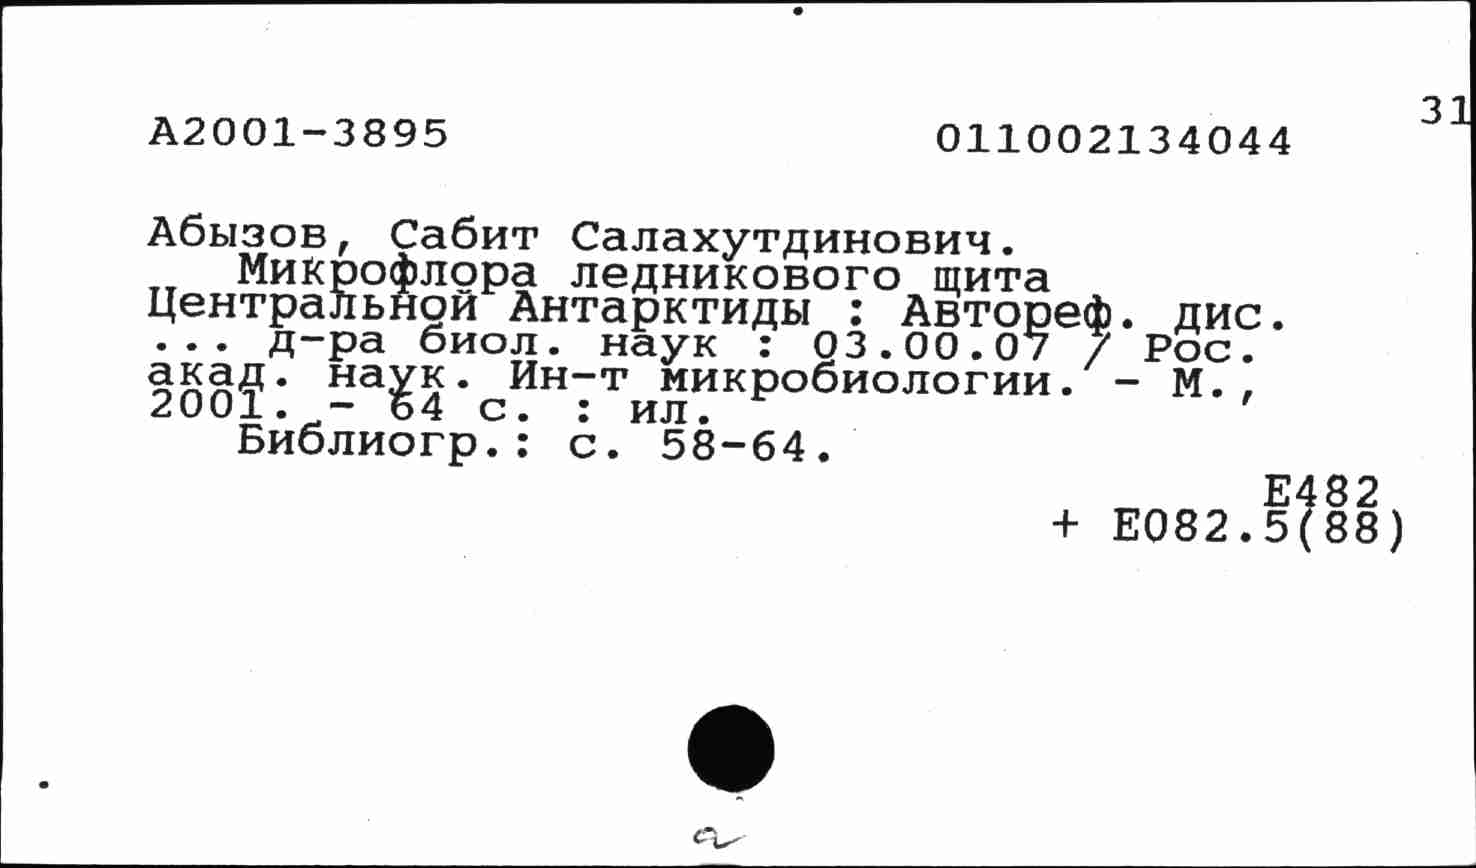 31
А2001-3895 011002134044
Абызов, Сабит Салахутдинович.
Микрофлора ледникового щита
Центральной Антарктиды : Автореф. дис.
... д-ра биол. наук : 03.00.07 / Рос.
акад. наук. Ин-т микробиологии. - М.,
2001. - 64 с. : ил.
Библиогр.: с. 58-64.
Е482
+ Е082.5(88)